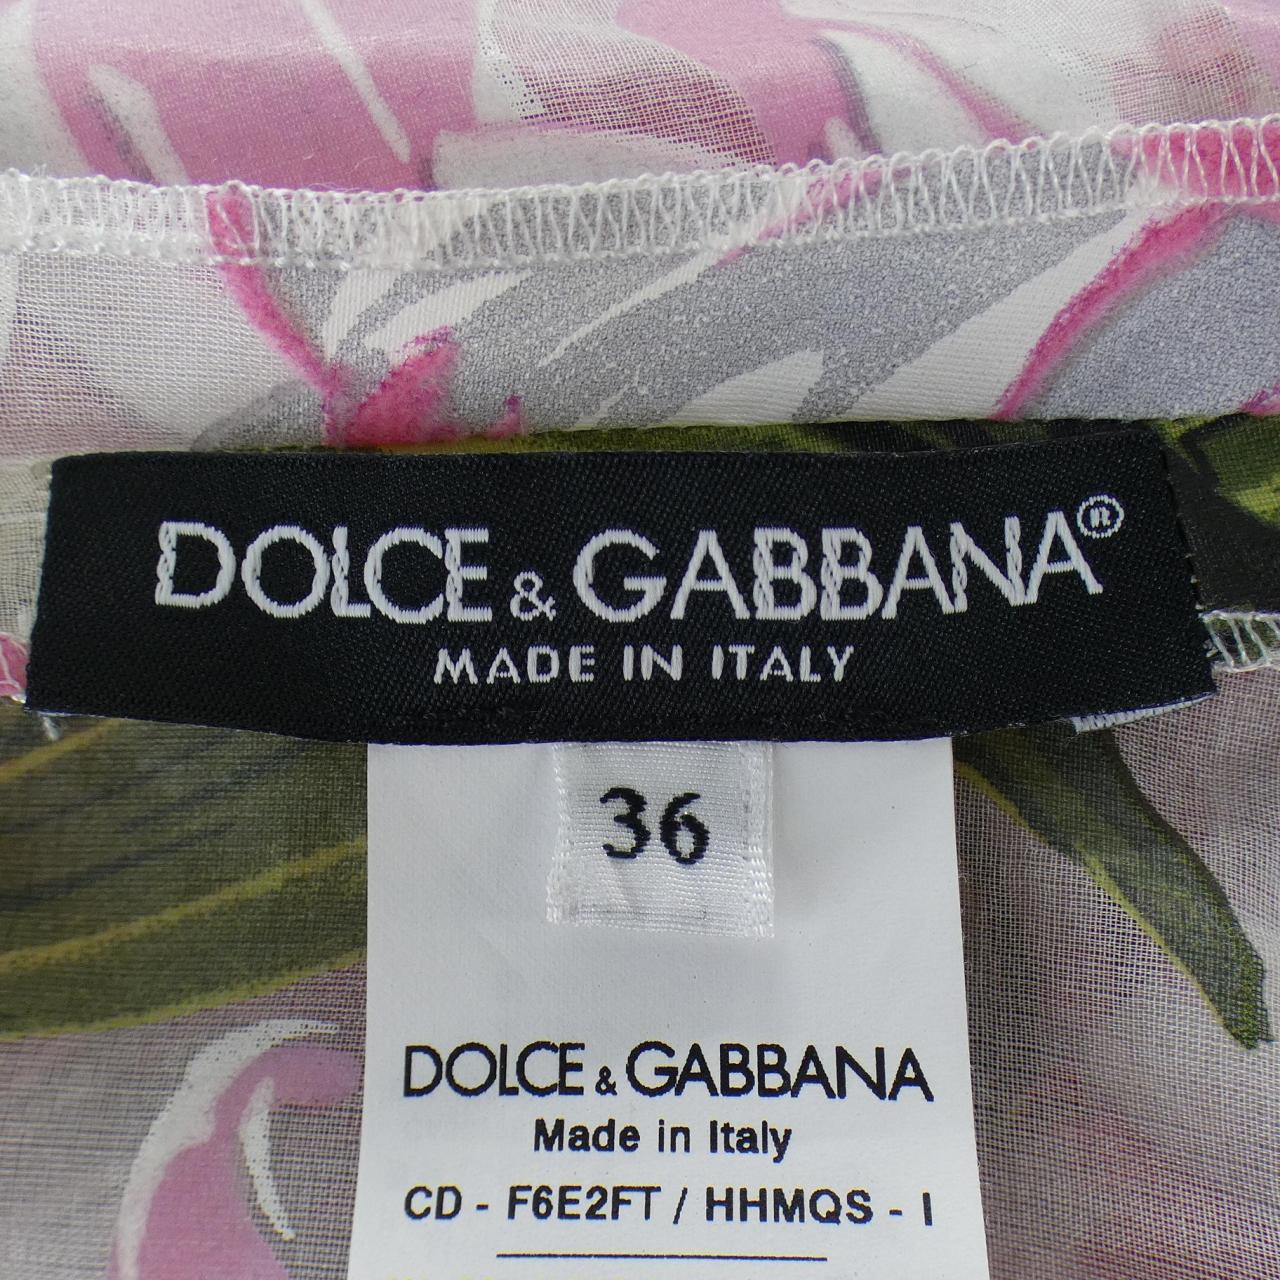 DOLCE & GABBANA®
MADE IN ITALY
36
DOLCE & GABBANA
Made in Italy
CD - F6E2FT / HHMQS - I